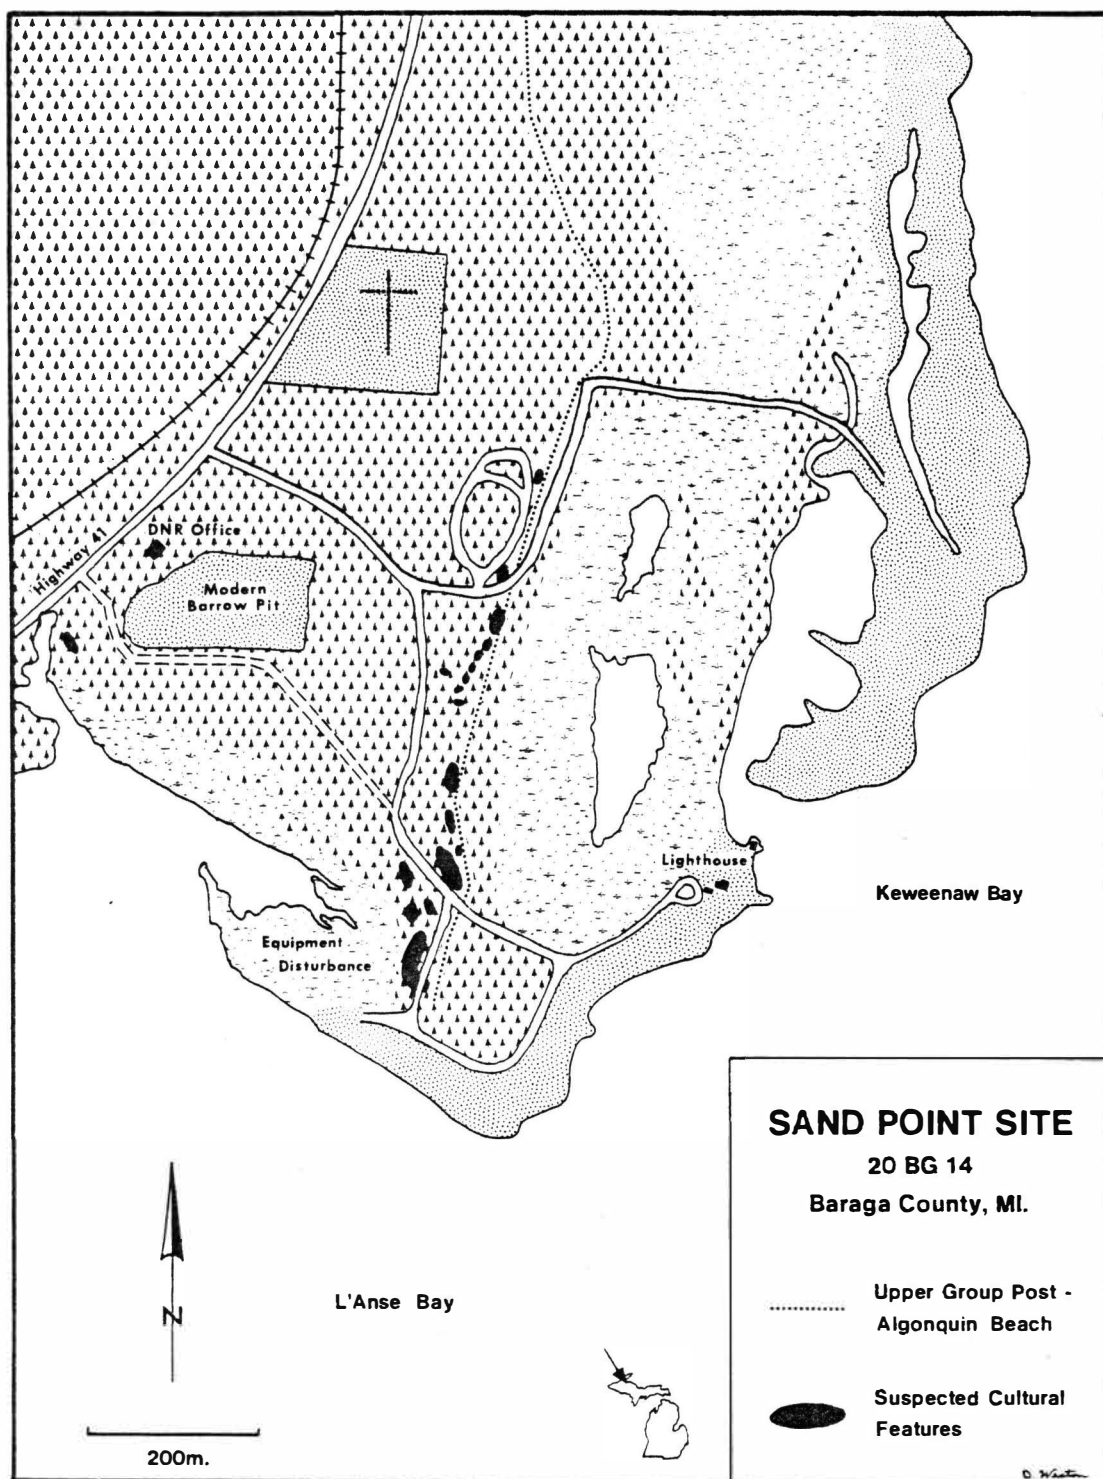 DNR Office
Highway 41
Modern
Barrow Pit
Lighthouse
Keweenaw Bay
Equipment
Disturbance
SAND POINT SITE
20 BG 14
Baraga County, MI.
L'Anse Bay
Upper Group Post -
Algonquin Beach
N
Suspected Cultural
Features
200m.